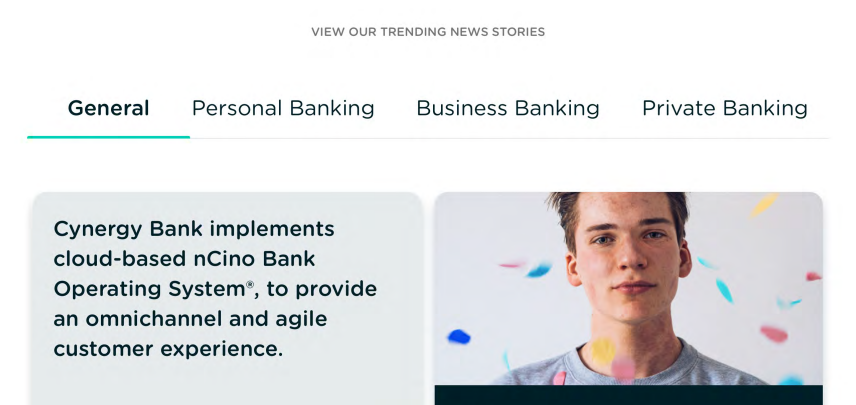 VIEW OUR TRENDING NEWS STORIES
General Personal Banking Business Banking Private Banking
Cynergy Bank implements
cloud-based nCino Bank
Operating System®, to provide
an omnichannel and agile
customer experience.